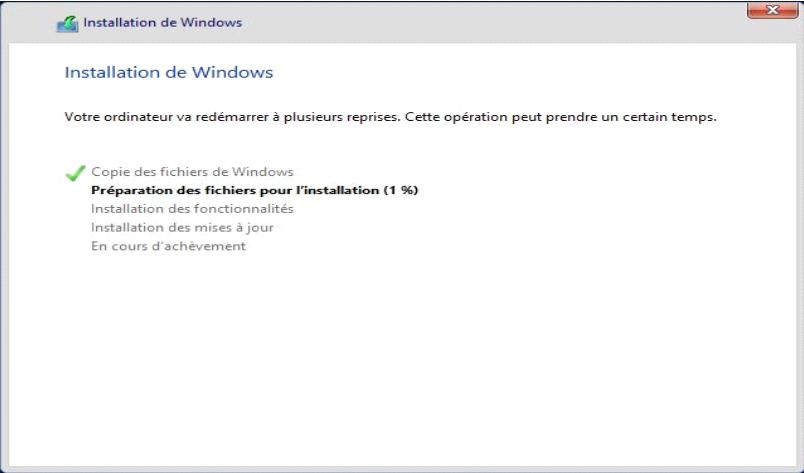 Installation de Windows
Installation de Windows
Votre ordinateur va redémarrer à plusieurs reprises. Cette opération peut prendre un certain temps.
Copie des fichiers de Windows
Préparation des fichiers pour l'installation (1 %)
Installation des fonctionnalités
Installation des mises à jour
En cours d'achèvement